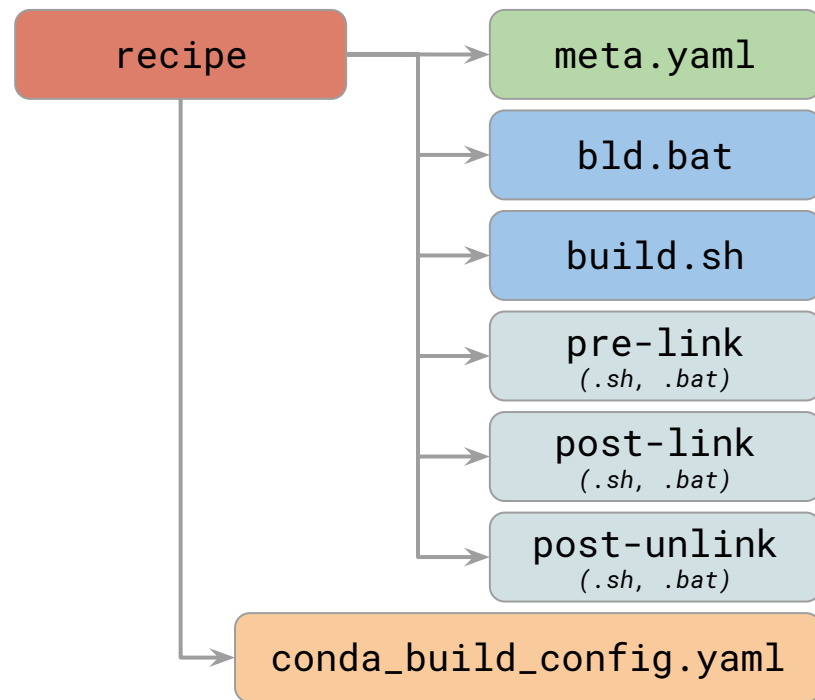 recipe
meta.yaml
bld.bat
build.sh
pre-link
(.sh, .bat)
post-link
(.sh, .bat)
post-unlink
(.sh, .bat)
conda_build_config.yaml